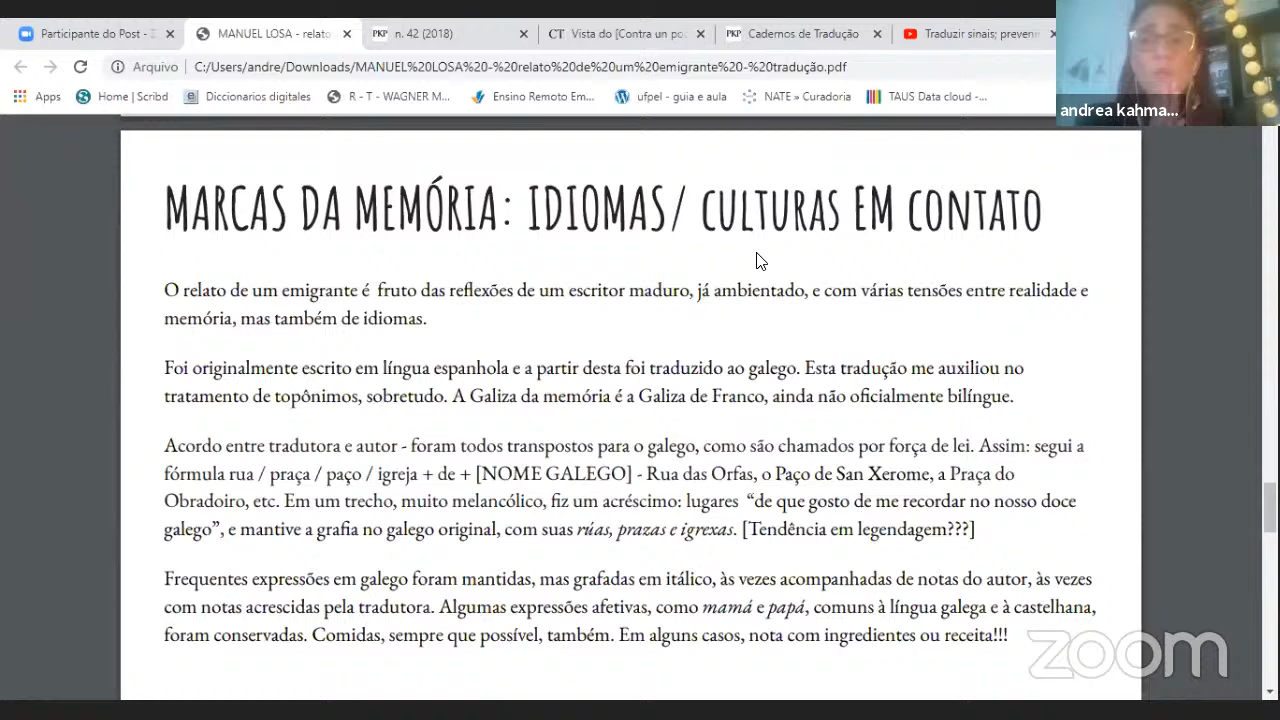 Participante do Post - Z
MANUEL LOSA - relato
PKP n. 42 (2018)
CT Vista do [Contra un po
PKP Cadernos de Tradução
Traduzir sinais; preven
Arquivo C:/Users/andre/Downloads/MANUEL%20LOSA%20-%20relato%20de%20um%20emigrante%20-%20tradução.pdf
Apps Home | Scribd Diccionarios digitales R - T - WAGNER M... Ensino Remoto Em... ufpel - guia e aula NATE » Curadoria TAUS Data cloud -...
andrea kahma...
MARCAS DA MEMÓRIA: IDIOMAS/ CULTURAS EM CONTATO
O relato de um emigrante é fruto das reflexões de um escritor maduro, já ambientado, e com várias tensões entre realidade e
memória, mas também de idiomas.
Foi originalmente escrito em língua espanhola e a partir desta foi traduzido ao galego. Esta tradução me auxiliou no
tratamento de topônimos, sobretudo. A Galiza da memória é a Galiza de Franco, ainda não oficialmente bilíngue.
Acordo entre tradutora e autor - foram todos transpostos para o galego, como são chamados por força de lei. Assim: segui a
fórmula rua / praça / paço / igreja + de + [NOME GALEGO] - Rua das Orfas, o Paço de San Xerome, a Praça do
Obradoiro, etc. Em um trecho, muito melancólico, fiz um acréscimo: lugares “de que gosto de me recordar no nosso doce
galego”, e mantive a grafia no galego original, com suas rúas, prazas e igrexas. [Tendência em legendagem???]
Frequentes expressões em galego foram mantidas, mas grafadas em itálico, às vezes acompanhadas de notas do autor, às vezes
com notas acrescidas pela tradutora. Algumas expressões afetivas, como mamá e papá, comuns à língua galega e à castelhana,
foram conservadas. Comidas, sempre que possível, também. Em alguns casos, nota com ingredientes ou receita!!!
zoom